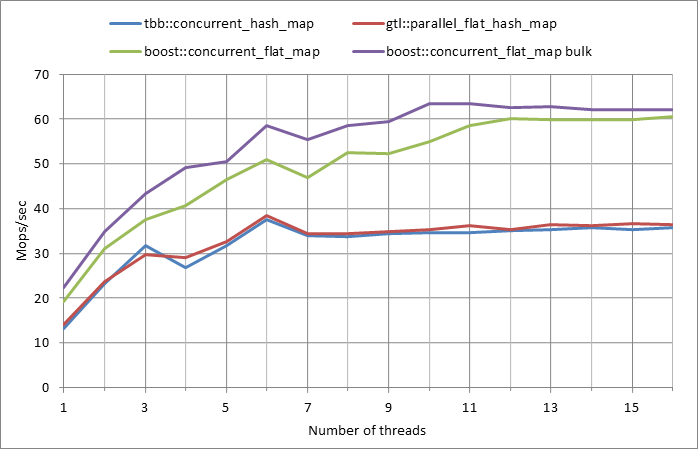 tbb::concurrent_hash_map gtl::parallel_flat_hash_map
boost::concurrent_flat_map boost::concurrent_flat_map bulk
70
60
50
40
30
20
10
0
Mops/sec
1 3 5 7 9 11 13 15
Number of threads